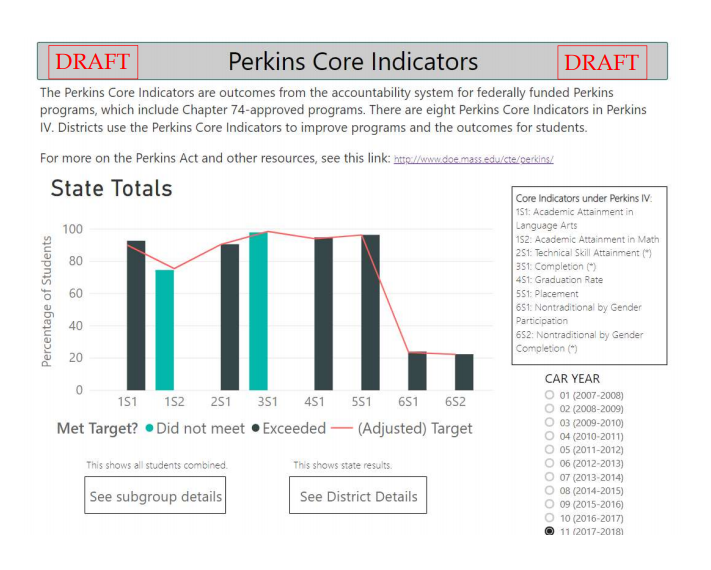 DRAFT Perkins Core Indicators DRAFT
The Perkins Core Indicators are outcomes from the accountability system for federally funded Perkins
programs, which include Chapter 74-approved programs. There are eight Perkins Core Indicators in Perkins
IV. Districts use the Perkins Core Indicators to improve programs and the outcomes for students.
For more on the Perkins Act and other resources, see this link: http://www.doe.mass.edu/cte/perkins/
State Totals
Percentage of Students
100
80
60
40
20
0
1S1 1S2 2S1 3S1 4S1 5S1 6S1 6S2
Met Target? Did not meet Exceeded (Adjusted) Target
This shows all students combined. This shows state results.
See subgroup details See District Details
Core Indicators under Perkins IV:
1S1: Academic Attainment in
Language Arts
1S2: Academic Attainment in Math
2S1: Technical Skill Attainment (*)
3S1: Completion (*)
4S1: Graduation Rate
5S1: Placement
6S1: Nontraditional by Gender
Participation
6S2: Nontraditional by Gender
Completion (*)
CAR YEAR
01 (2007-2008)
02 (2008-2009)
03 (2009-2010)
04 (2010-2011)
05 (2011-2012)
06 (2012-2013)
07 (2013-2014)
08 (2014-2015)
09 (2015-2016)
10 (2016-2017)
11 (2017-2018)